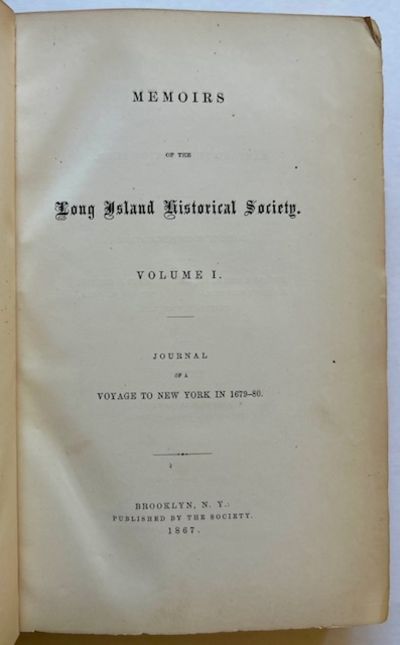 MEMOIRS
OF THE
Long Island Historical Society.
VOLUME I.
JOURNAL
OF A
VOYAGE TO NEW YORK IN 1679–80.
BROOKLYN, N. Y.:
PUBLISHED BY THE SOCIETY.
1867.